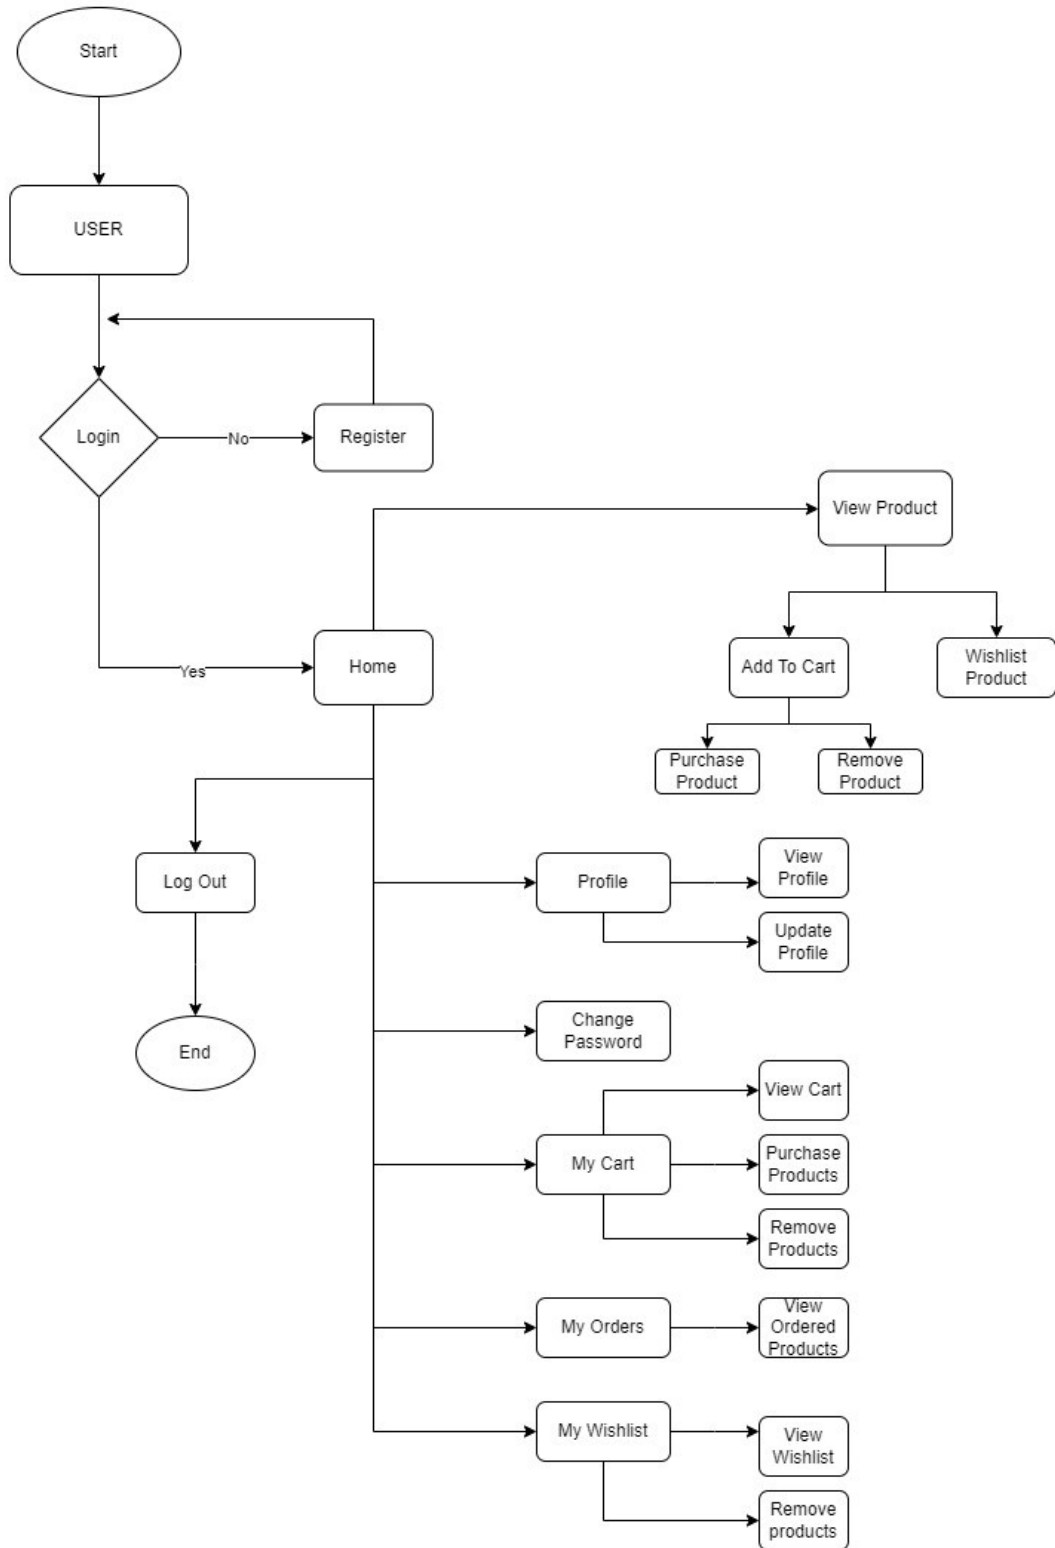 Start
USER
Login
No
Register
View Product
Yes
Home
Add To Cart
Wishlist
Product
Purchase
Product
Remove
Product
Log Out
End
Profile
View
Profile
Update
Profile
Change
Password
My Cart
View Cart
Purchase
Products
Remove
Products
My Orders
View
Ordered
Products
My Wishlist
View
Wishlist
Remove
products